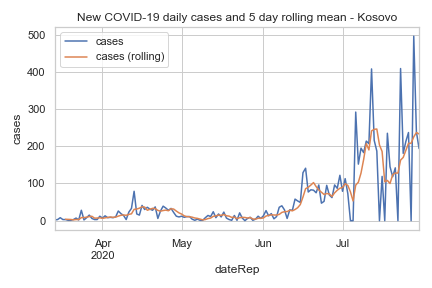 New COVID-19 daily cases and 5 day rolling mean - Kosovo
cases
cases (rolling)
500
400
300
200
100
0
cases
Apr
2020
May
Jun
Jul
dateRep